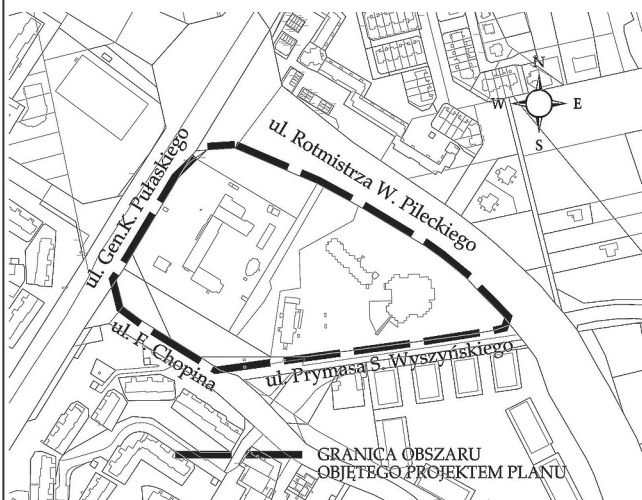 N
W E
S
ul. Rotmistrza W. Pileckiego
ul. Gen.K. Pułaskiego
ul. F. Chopina
ul. Prymasa S. Wyszyńskiego
GRANICA OBSZARU
OBJĘTEGO PROJEKTEM PLANU